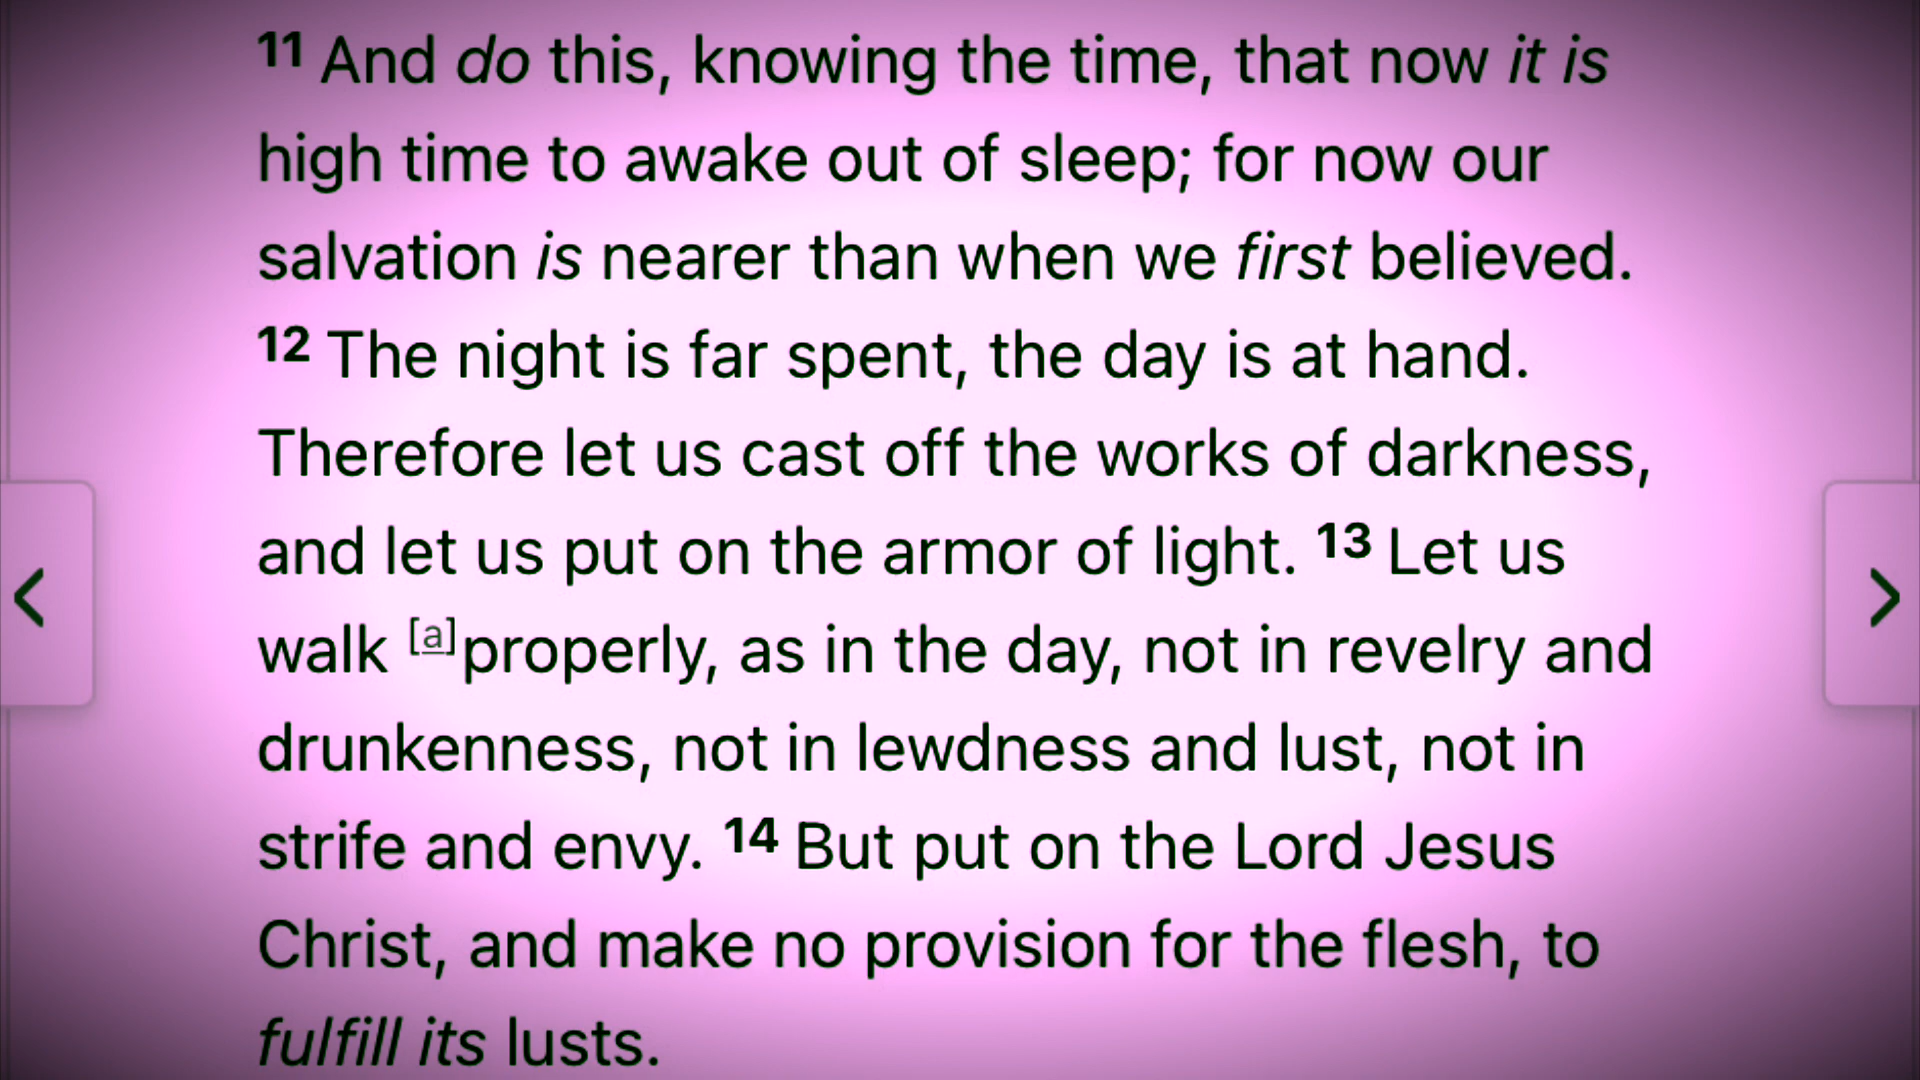 11 And do this, knowing the time, that now it is
high time to awake out of sleep; for now our
salvation is nearer than when we first believed.
12 The night is far spent, the day is at hand.
Therefore let us cast off the works of darkness,
and let us put on the armor of light. 13 Let us
walk [a]properly, as in the day, not in revelry and
drunkenness, not in lewdness and lust, not in
strife and envy. 14 But put on the Lord Jesus
Christ, and make no provision for the flesh, to
fulfill its lusts.